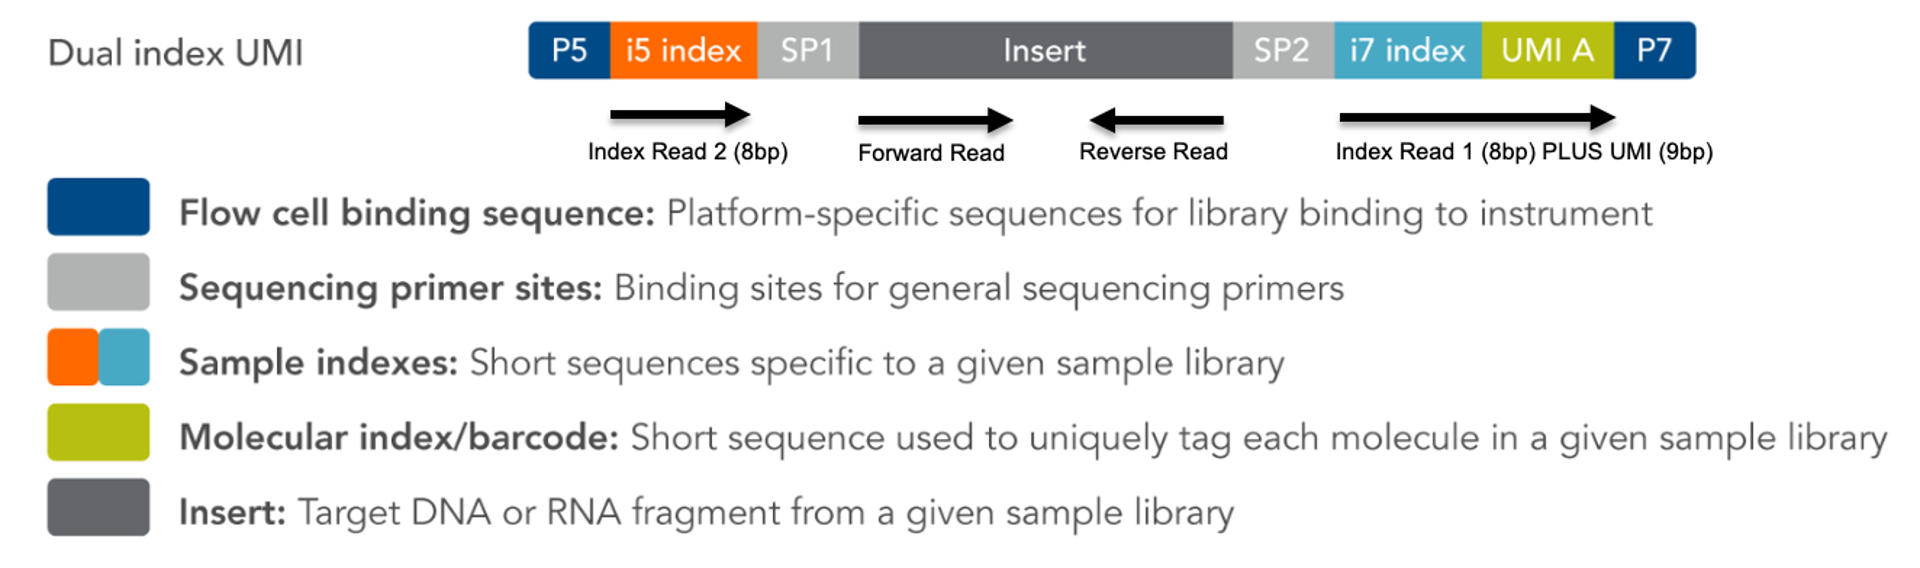 Dual index UMI
P5 i5 index SP1 Insert SP2 i7 index UMI A P7
Index Read 2 (8bp) Forward Read Reverse Read Index Read 1 (8bp) PLUS UMI (9bp)
Flow cell binding sequence: Platform-specific sequences for library binding to instrument
Sequencing primer sites: Binding sites for general sequencing primers
Sample indexes: Short sequences specific to a given sample library
Molecular index/barcode: Short sequence used to uniquely tag each molecule in a given sample library
Insert: Target DNA or RNA fragment from a given sample library